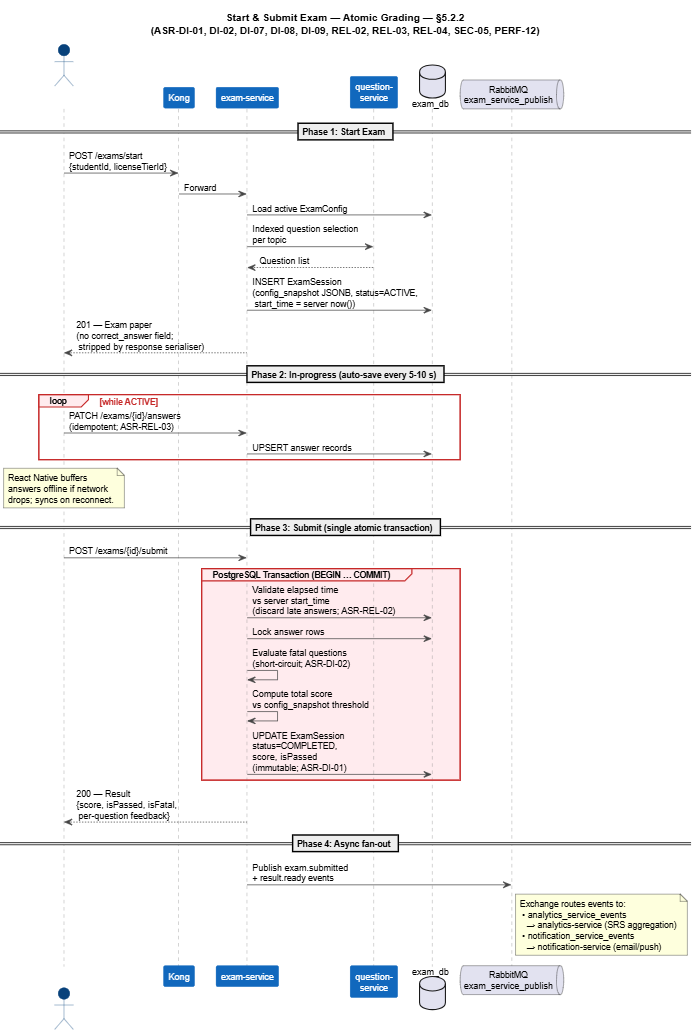 Start & Submit Exam — Atomic Grading — §5.2.2
(ASR-DI-01, DI-02, DI-07, DI-08, DI-09, REL-02, REL-03, REL-04, SEC-05, PERF-12)
Kong
exam-service
question-
service
exam_db
RabbitMQ
exam_service_publish
Phase 1: Start Exam
POST /exams/start
{studentId, licenseTierId}
Forward
Load active ExamConfig
Indexed question selection
per topic
Question list
INSERT ExamSession
(config_snapshot JSONB, status=ACTIVE,
start_time = server now())
201 — Exam paper
(no correct_answer field;
stripped by response serialiser)
Phase 2: In-progress (auto-save every 5-10 s)
loop
[while ACTIVE]
PATCH /exams/{id}/answers
(idempotent; ASR-REL-03)
UPSERT answer records
React Native buffers
answers offline if network
drops; syncs on reconnect.
Phase 3: Submit (single atomic transaction)
POST /exams/{id}/submit
PostgreSQL Transaction (BEGIN … COMMIT)
Validate elapsed time
vs server start_time
(discard late answers; ASR-REL-02)
Lock answer rows
Evaluate fatal questions
(short-circuit; ASR-DI-02)
Compute total score
vs config_snapshot threshold
UPDATE ExamSession
status=COMPLETED,
score, isPassed
(immutable; ASR-DI-01)
200 — Result
{score, isPassed, isFatal,
per-question feedback}
Phase 4: Async fan-out
Publish exam.submitted
+ result.ready events
Exchange routes events to:
• analytics_service_events
→ analytics-service (SRS aggregation)
• notification_service_events
→ notification-service (email/push)
Kong
exam-service
question-
service
exam_db
RabbitMQ
exam_service_publish